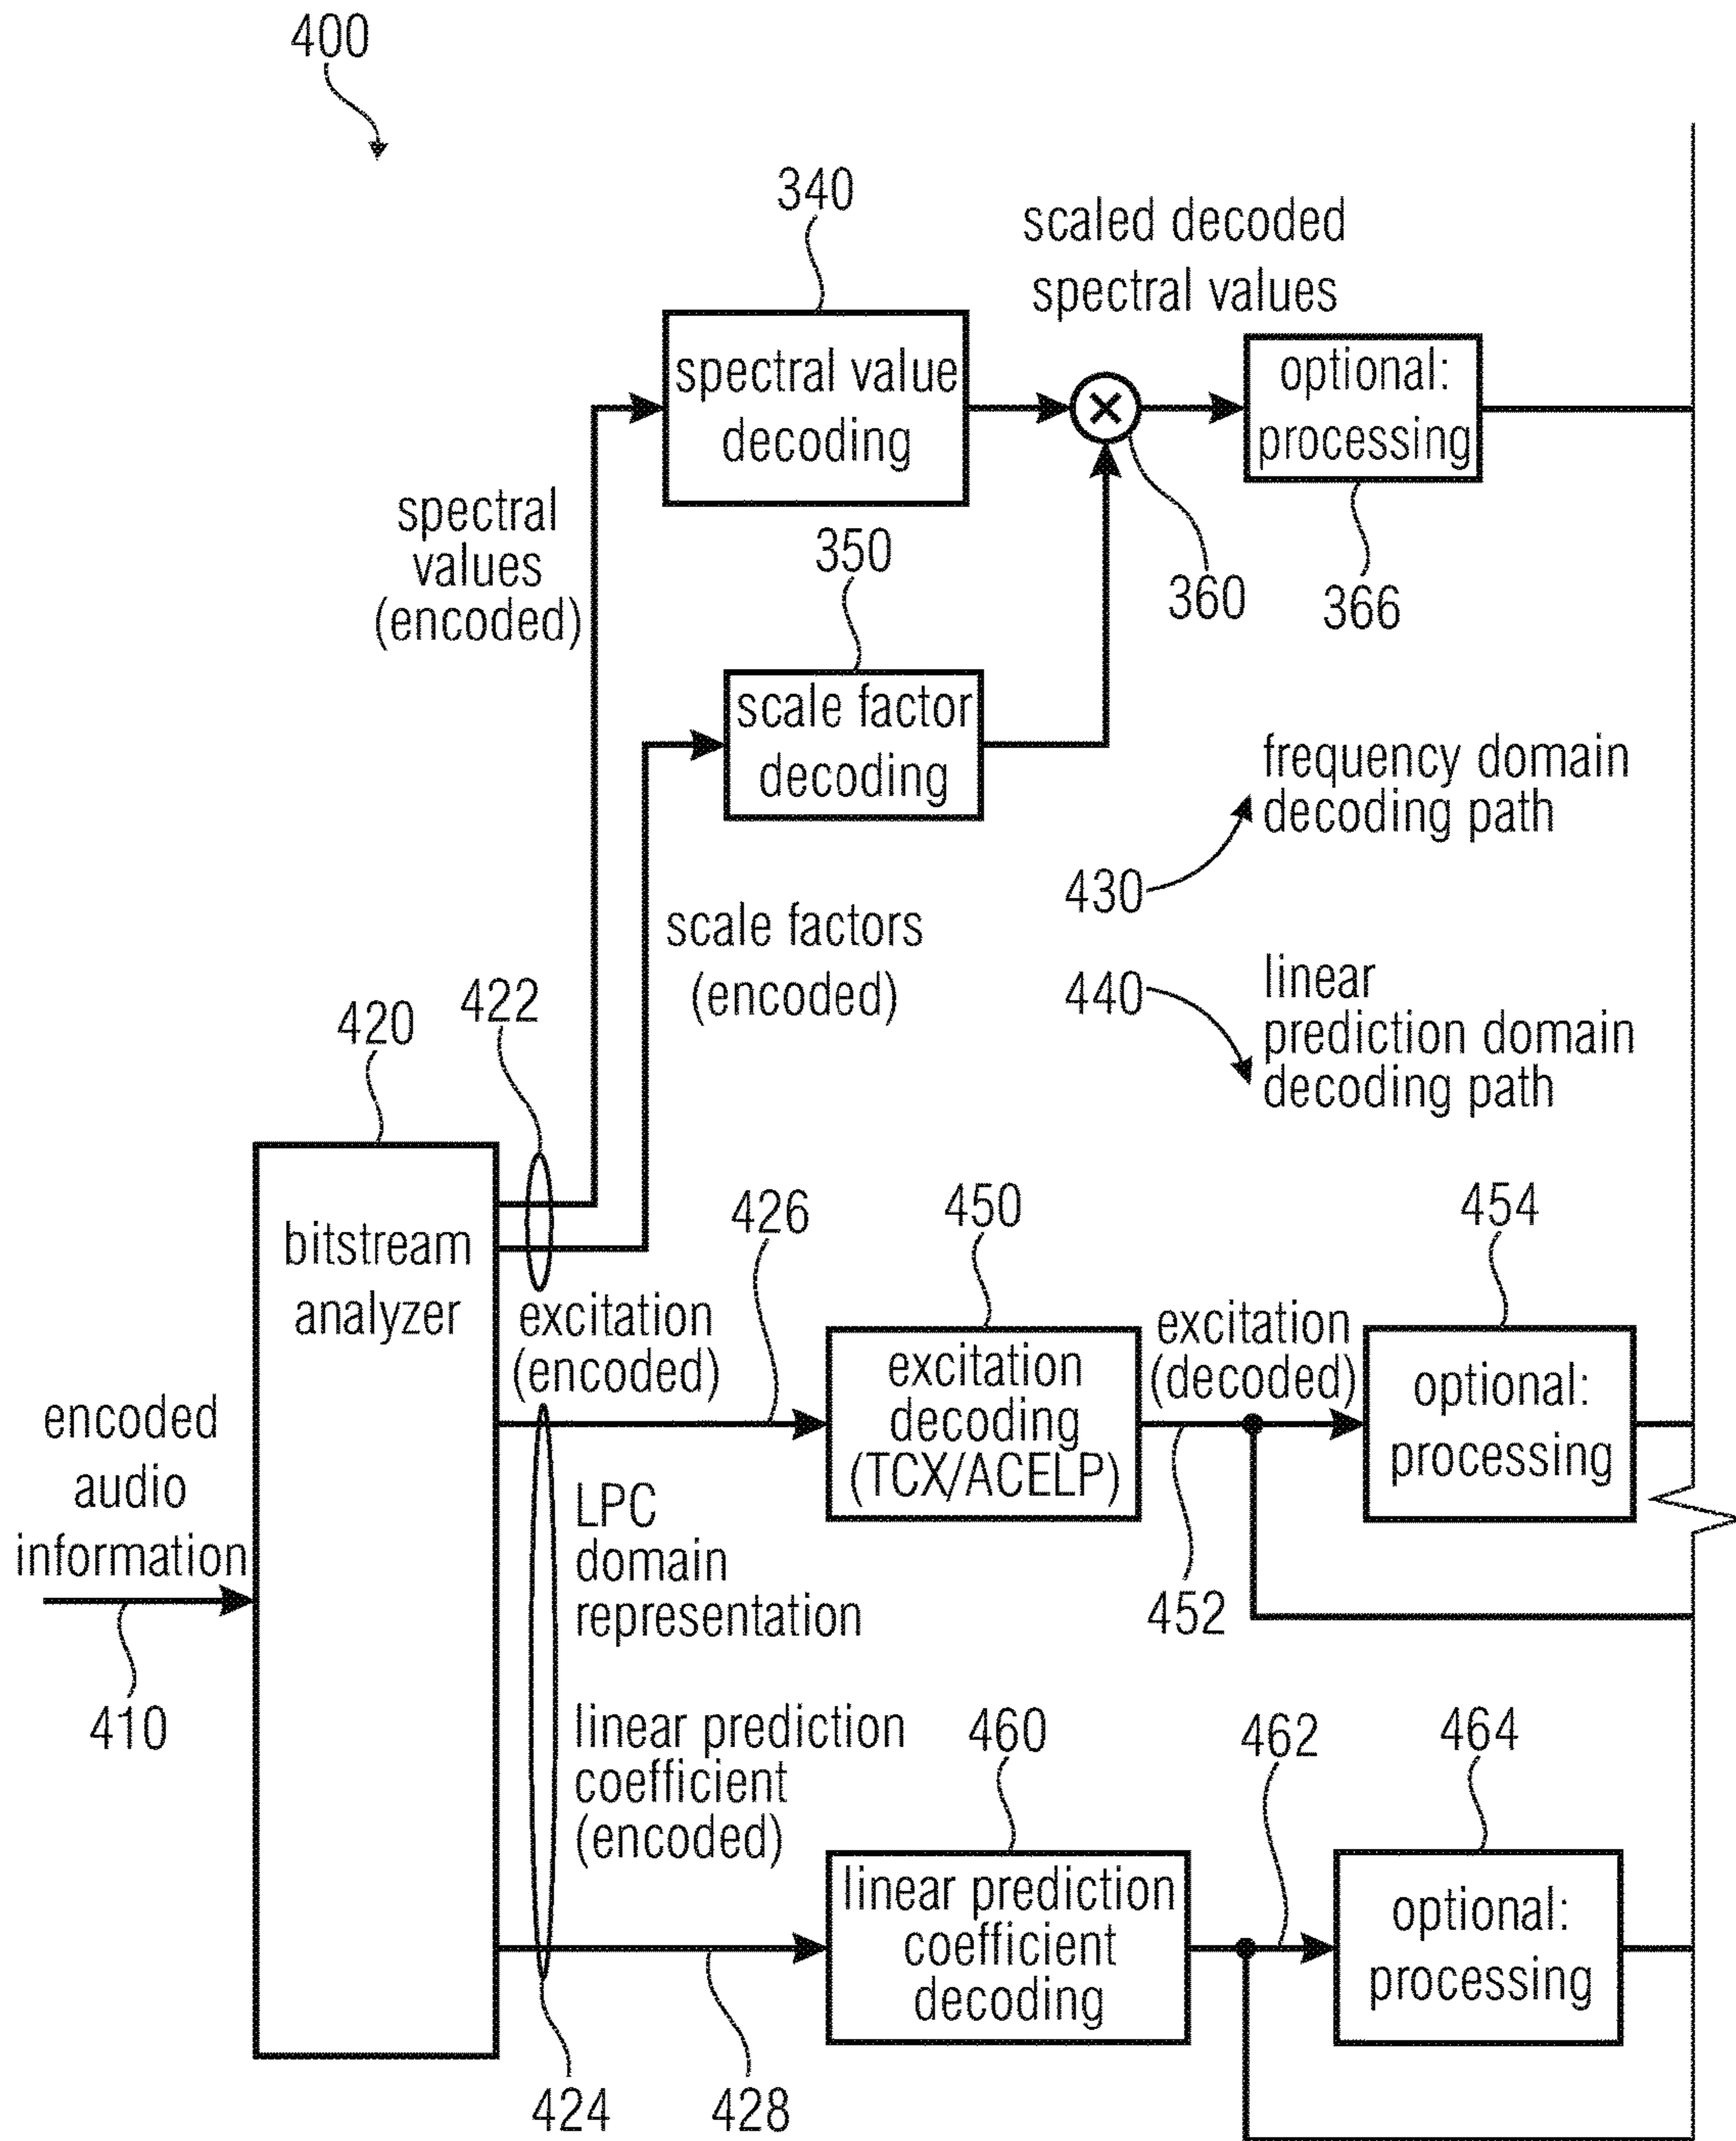 400
340
scaled decoded
spectral values
spectral value
decoding
optional:
processing
spectral
values
(encoded)
350
360
366
scale factor
decoding
frequency domain
decoding path
430
scale factors
(encoded)
440
linear
prediction domain
decoding path
420
422
bitstream
analyzer
426
450
454
excitation
(encoded)
excitation
decoding
(TCX/ACELP)
excitation
(decoded)
optional:
processing
encoded
audio
information
410
LPC
domain
representation
452
linear prediction
coefficient
(encoded)
460
462
464
linear prediction
coefficient
decoding
optional:
processing
424
428